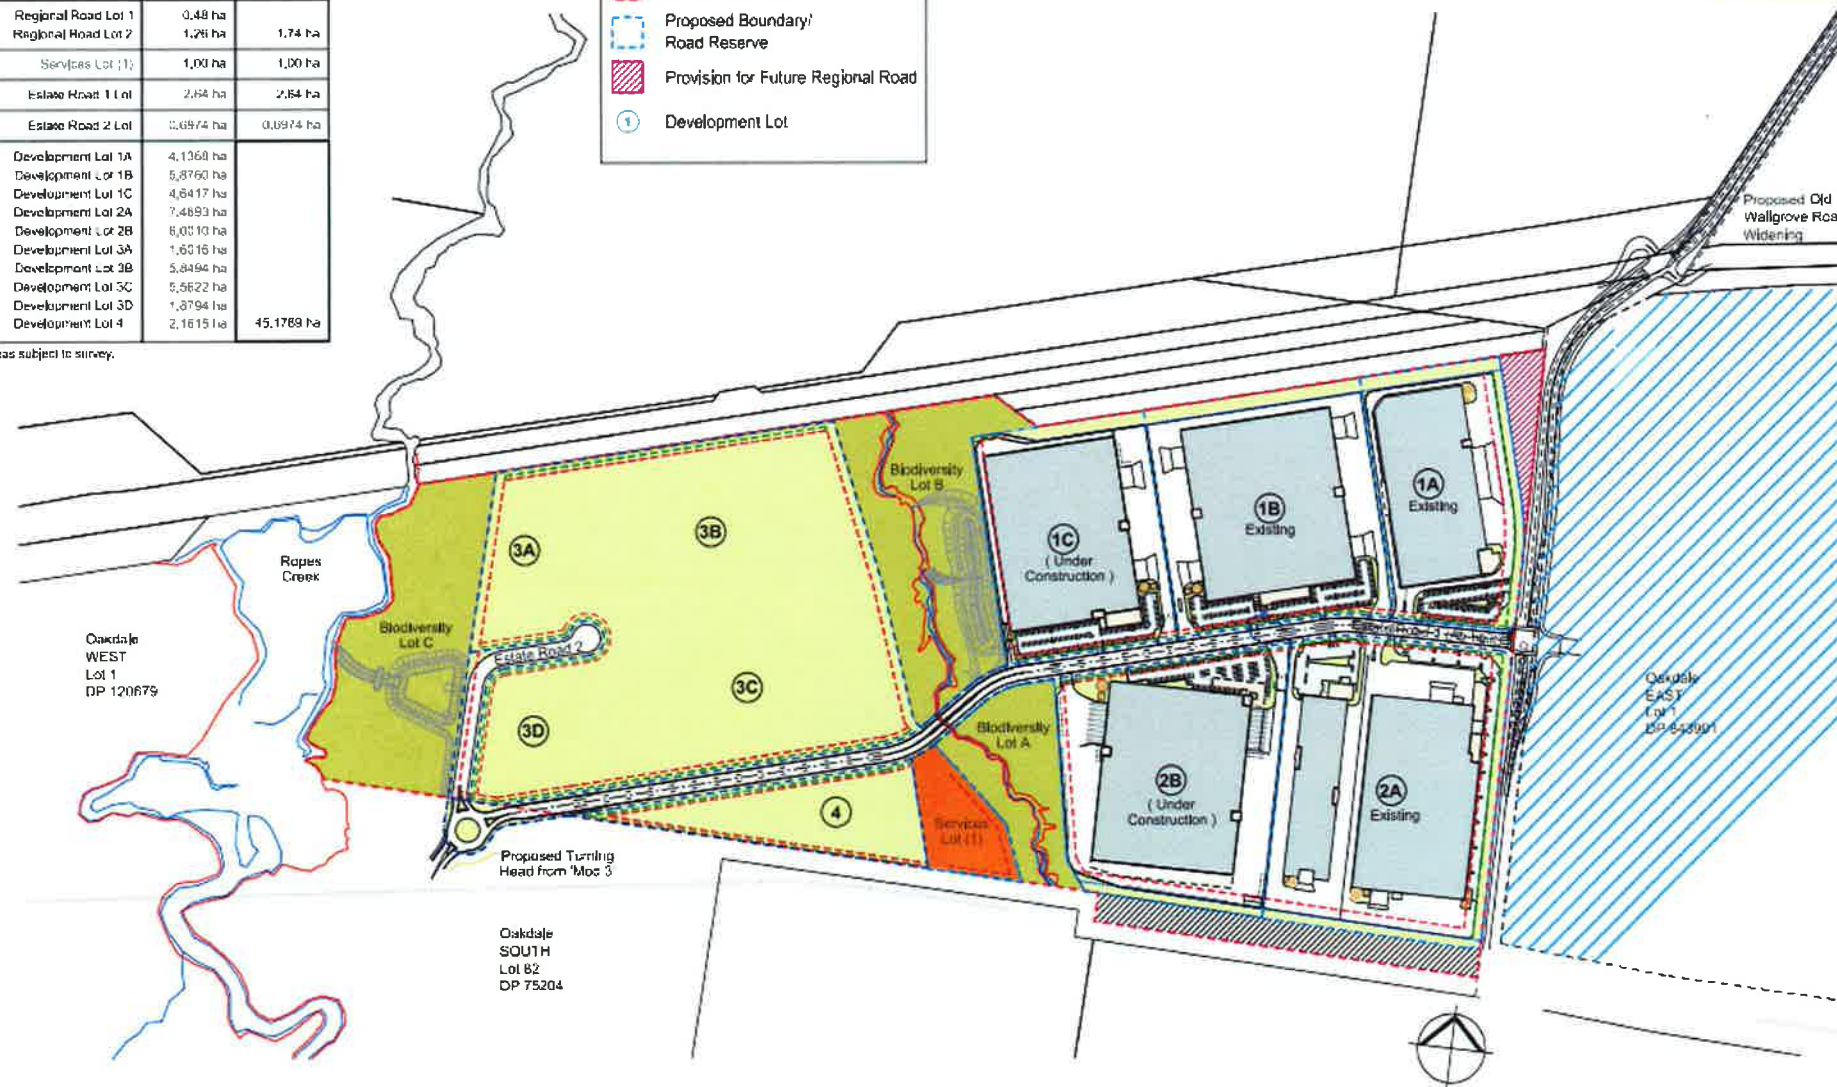 Regional Road Lot 1 0.48 ha
Regional Road Lot 2 1.26 ha 1.74 ha
Services Lot (1) 1.00 ha 1.00 ha
Estate Road 1 Lot 2.64 ha 2.64 ha
Estate Road 2 Lot 0.6974 ha 0.6974 ha
Development Lot 1A 4.1368 ha
Development Lot 1B 5.8760 ha
Development Lot 1C 4.6417 ha
Development Lot 2A 7.4693 ha
Development Lot 2B 6.0010 ha
Development Lot 3A 1.6016 ha
Development Lot 3B 5.8494 ha
Development Lot 3C 5.5622 ha
Development Lot 3D 1.8794 ha
Development Lot 4 2.1615 ha 45.1769 ha
as subject to survey.
Proposed Boundary/
Road Reserve
Provision for Future Regional Road
1 Development Lot
Proposed Old
Wallgrove Roa
Widening
Biodiversity
Lot B
1A
Existing
1B
Existing
1C
( Under
Construction )
3A
3B
Ropes
Creek
Biodiversity
Lot C
Oakdale
WEST
Lot 1
DP 120679
Estate Road 2
3C
3D
Biodiversity
Lot A
Oakdale
EAST
Lot 1
DP 843901
2B
( Under
Construction )
2A
Existing
4
Services
Lot (1)
Proposed Turning
Head from 'Mod 3'
Oakdale
SOUTH
Lot 82
DP 75204